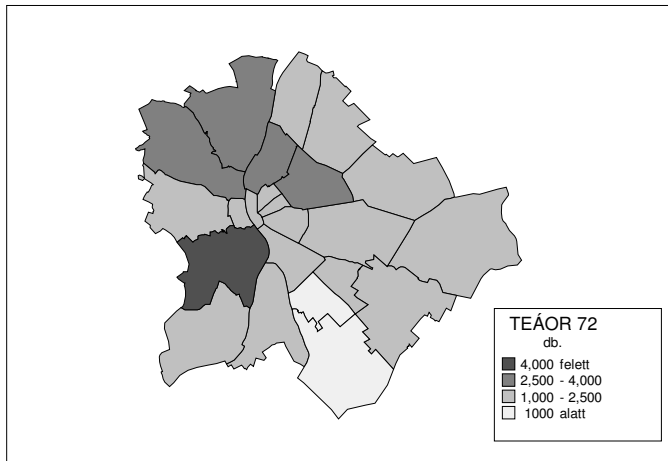 TEÁOR 72
db.
4,000 felett
2,500 - 4,000
1,000 - 2,500
1000 alatt